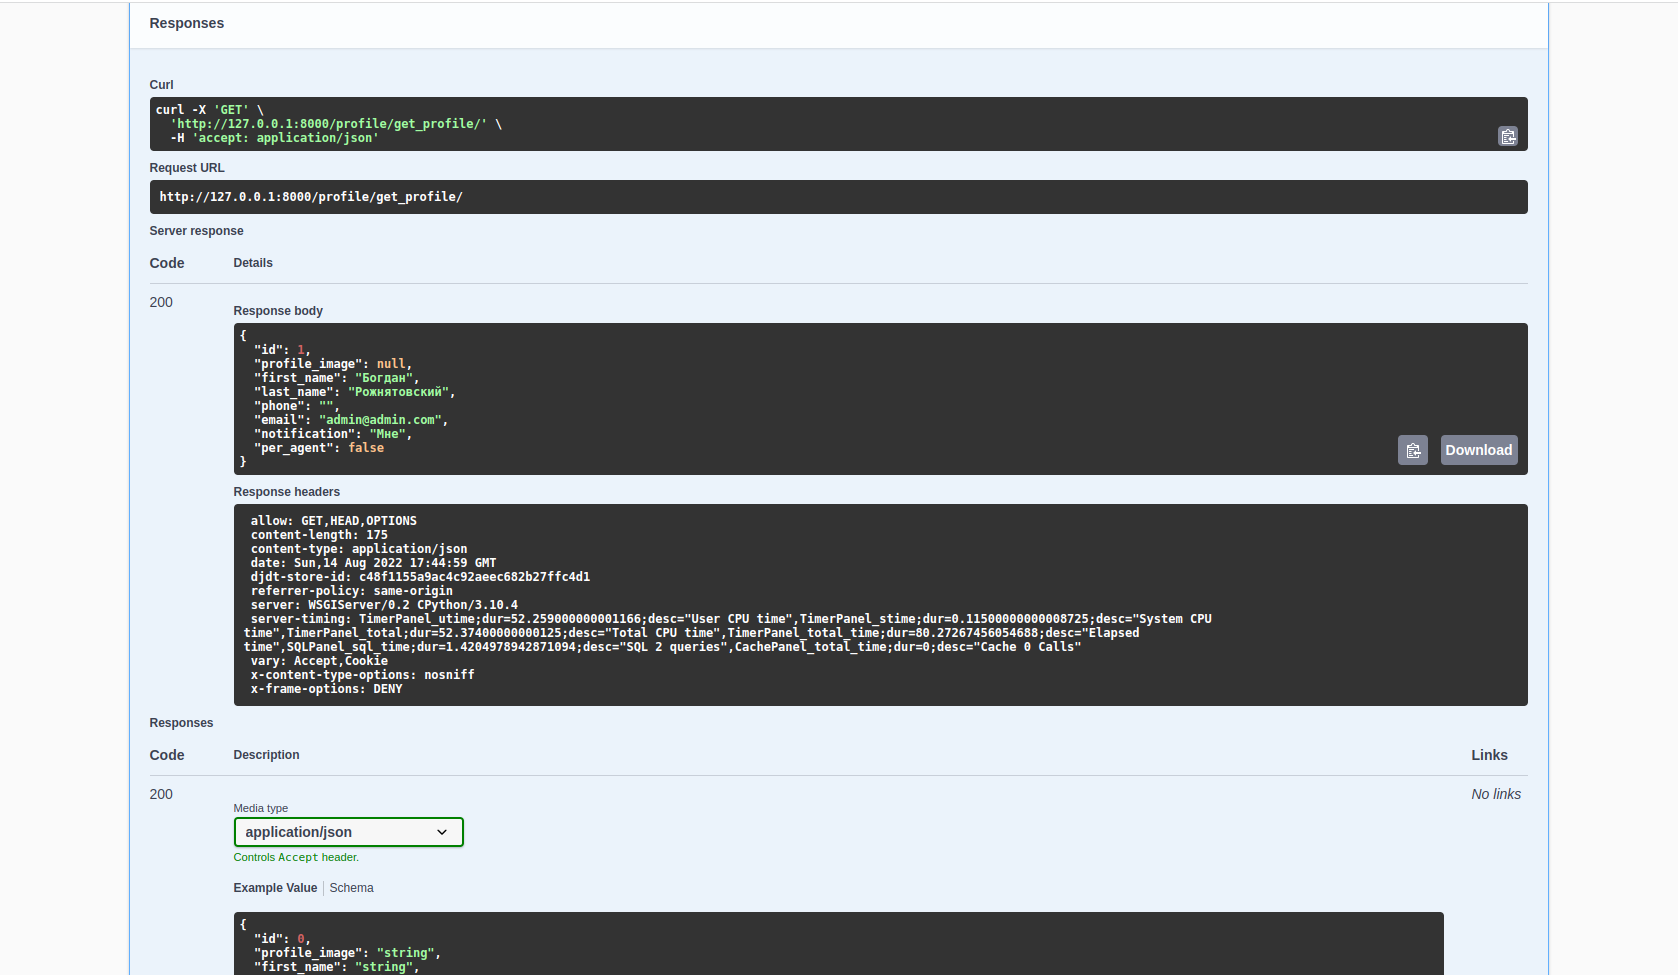 Responses
Curl
curl -X 'GET' \
  'http://127.0.0.1:8000/profile/get_profile/' \
  -H 'accept: application/json'
Request URL
http://127.0.0.1:8000/profile/get_profile/
Server response
Code Details
200
Response body
{
  "id": 1,
  "profile_image": null,
  "first_name": "Богдан",
  "last_name": "Рожнятовский",
  "phone": "",
  "email": "admin@admin.com",
  "notification": "Мне",
  "per_agent": false
}
Download
Response headers
allow: GET,HEAD,OPTIONS
content-length: 175
content-type: application/json
date: Sun,14 Aug 2022 17:44:59 GMT
djdt-store-id: c48f1155a9ac4c92aeec682b27ffc4d1
referrer-policy: same-origin
server: WSGIServer/0.2 CPython/3.10.4
server-timing: TimerPanel_utime;dur=52.259000000001166;desc="User CPU time",TimerPanel_stime;dur=0.11500000000008725;desc="System CPU
time",TimerPanel_total;dur=52.37400000000125;desc="Total CPU time",TimerPanel_total_time;dur=80.27267456054688;desc="Elapsed
time",SQLPanel_sql_time;dur=1.4204978942871094;desc="SQL 2 queries",CachePanel_total_time;dur=0;desc="Cache 0 Calls"
vary: Accept,Cookie
x-content-type-options: nosniff
x-frame-options: DENY
Responses
Code Description Links
200 No links
Media type
application/json
Controls Accept header.
Example Value Schema
{
  "id": 0,
  "profile_image": "string",
  "first_name": "string",